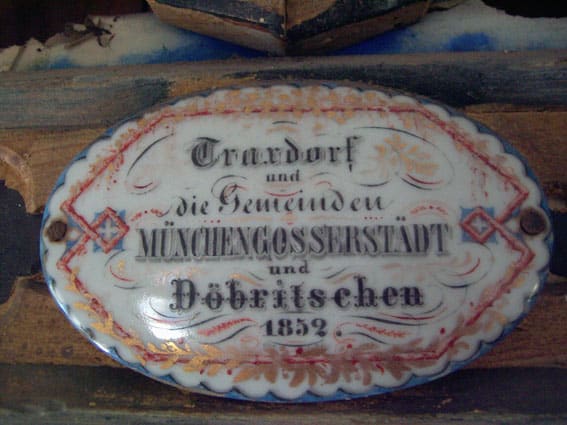 Traxdorf
und
die Gemeinden
MÜNCHENGOSSERSTÄDT
und
Döbritschen
1852.